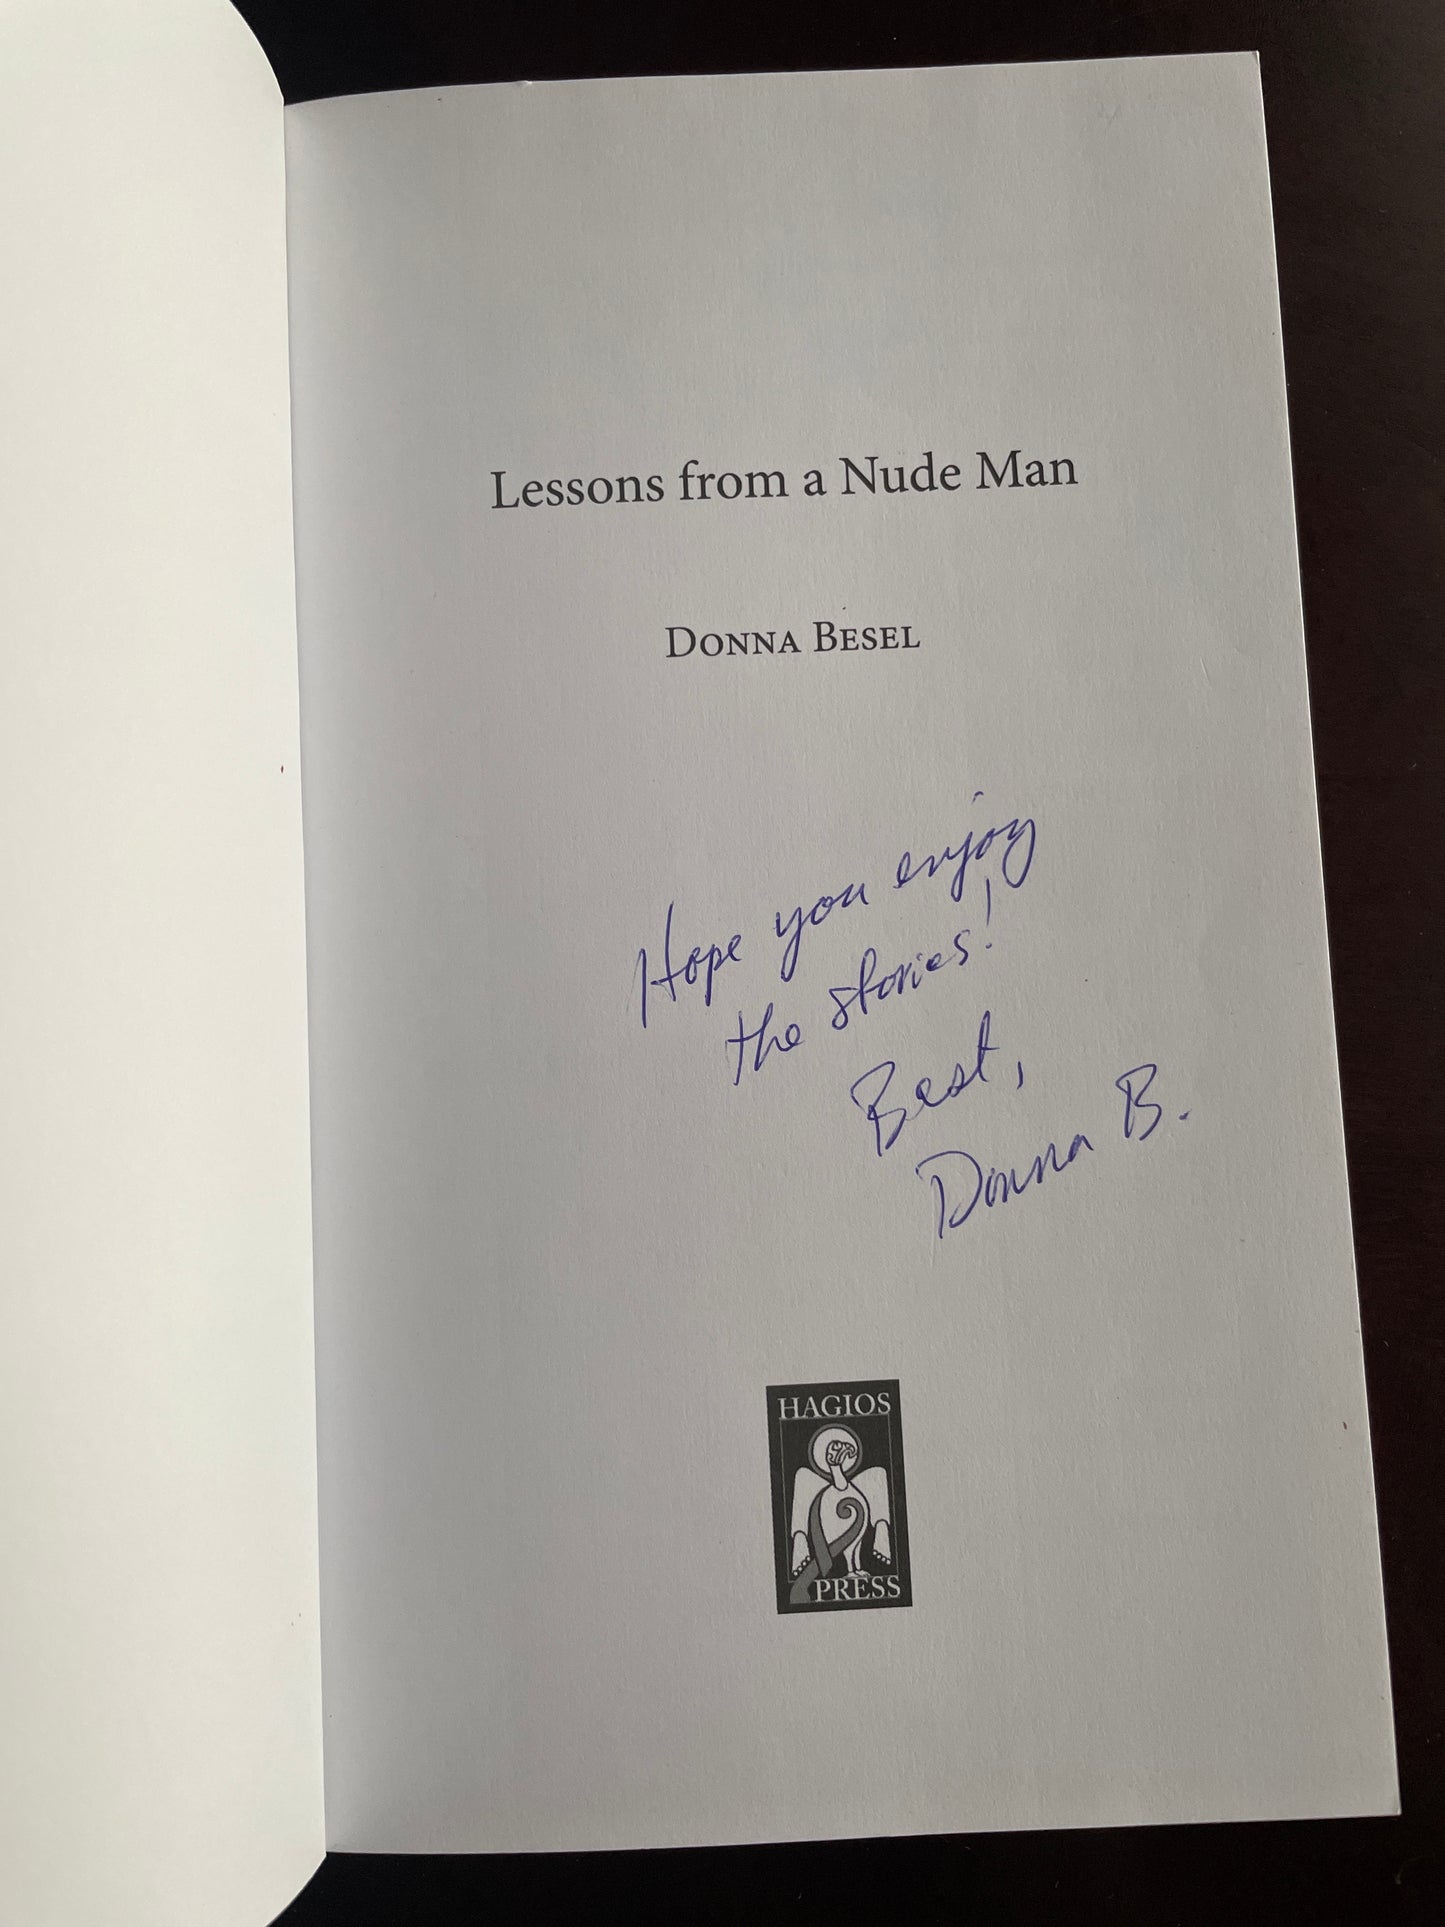 Lessons from a Nude Man
Donna Besel
Hope you enjoy
the stories!
Best,
Donna B.
HAGIOS
PRESS